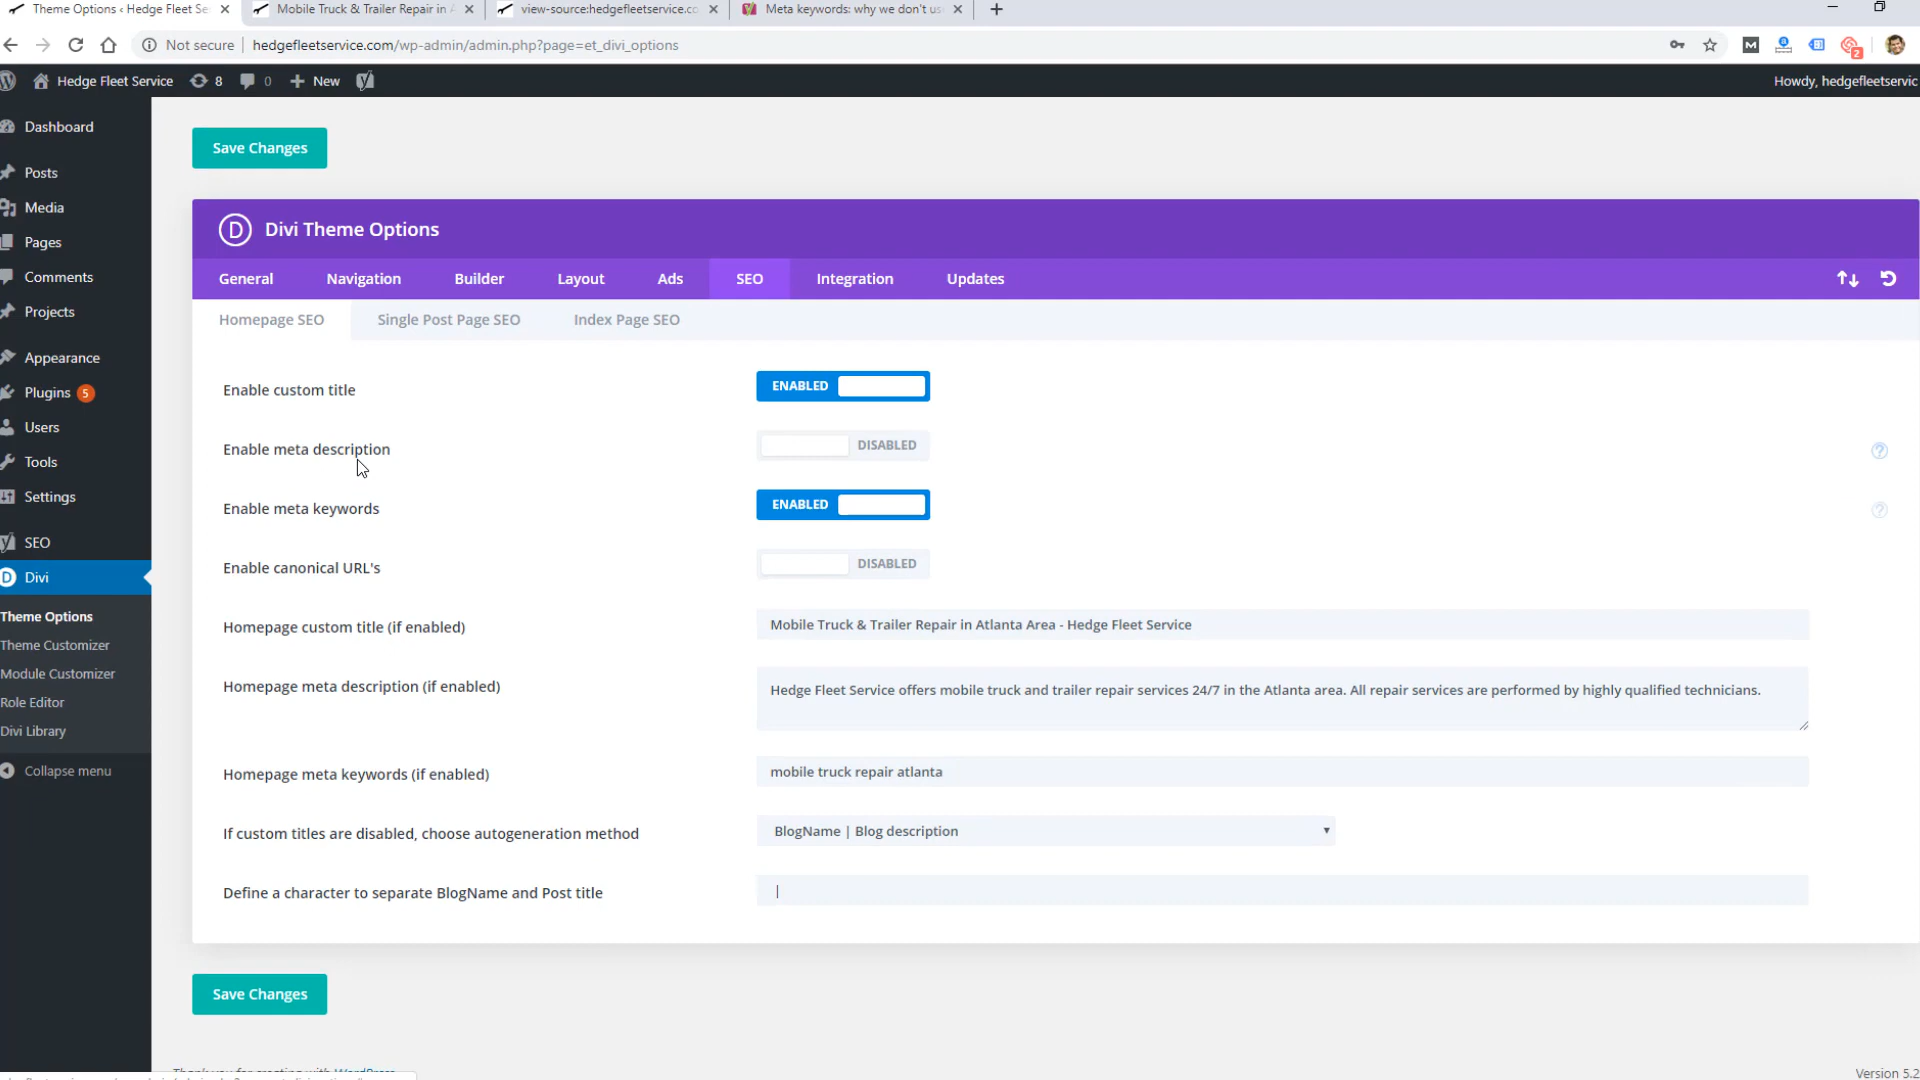 Theme Options ‹ Hedge Fleet Se
Mobile Truck & Trailer Repair in A
view-source:hedgefleetservice.co
Meta keywords: why we don't us
Not secure
hedgefleetservice.com/wp-admin/admin.php?page=et_divi_options
2
Hedge Fleet Service
8
0
New
Howdy, hedgefleetservic
Dashboard
Posts
Media
Pages
Comments
Projects
Appearance
Plugins 5
Users
Tools
Settings
SEO
Divi
Theme Options
Theme Customizer
Module Customizer
Role Editor
Divi Library
Collapse menu
Save Changes
D Divi Theme Options
General Navigation Builder Layout Ads SEO Integration Updates
Homepage SEO Single Post Page SEO Index Page SEO
Enable custom title ENABLED
Enable meta description DISABLED
Enable meta keywords ENABLED
Enable canonical URL's DISABLED
Homepage custom title (if enabled) Mobile Truck & Trailer Repair in Atlanta Area - Hedge Fleet Service
Homepage meta description (if enabled) Hedge Fleet Service offers mobile truck and trailer repair services 24/7 in the Atlanta area. All repair services are performed by highly qualified technicians.
Homepage meta keywords (if enabled) mobile truck repair atlanta
If custom titles are disabled, choose autogeneration method BlogName | Blog description
Define a character to separate BlogName and Post title |
Save Changes
Thank you for creating with WordPress
Version 5.2